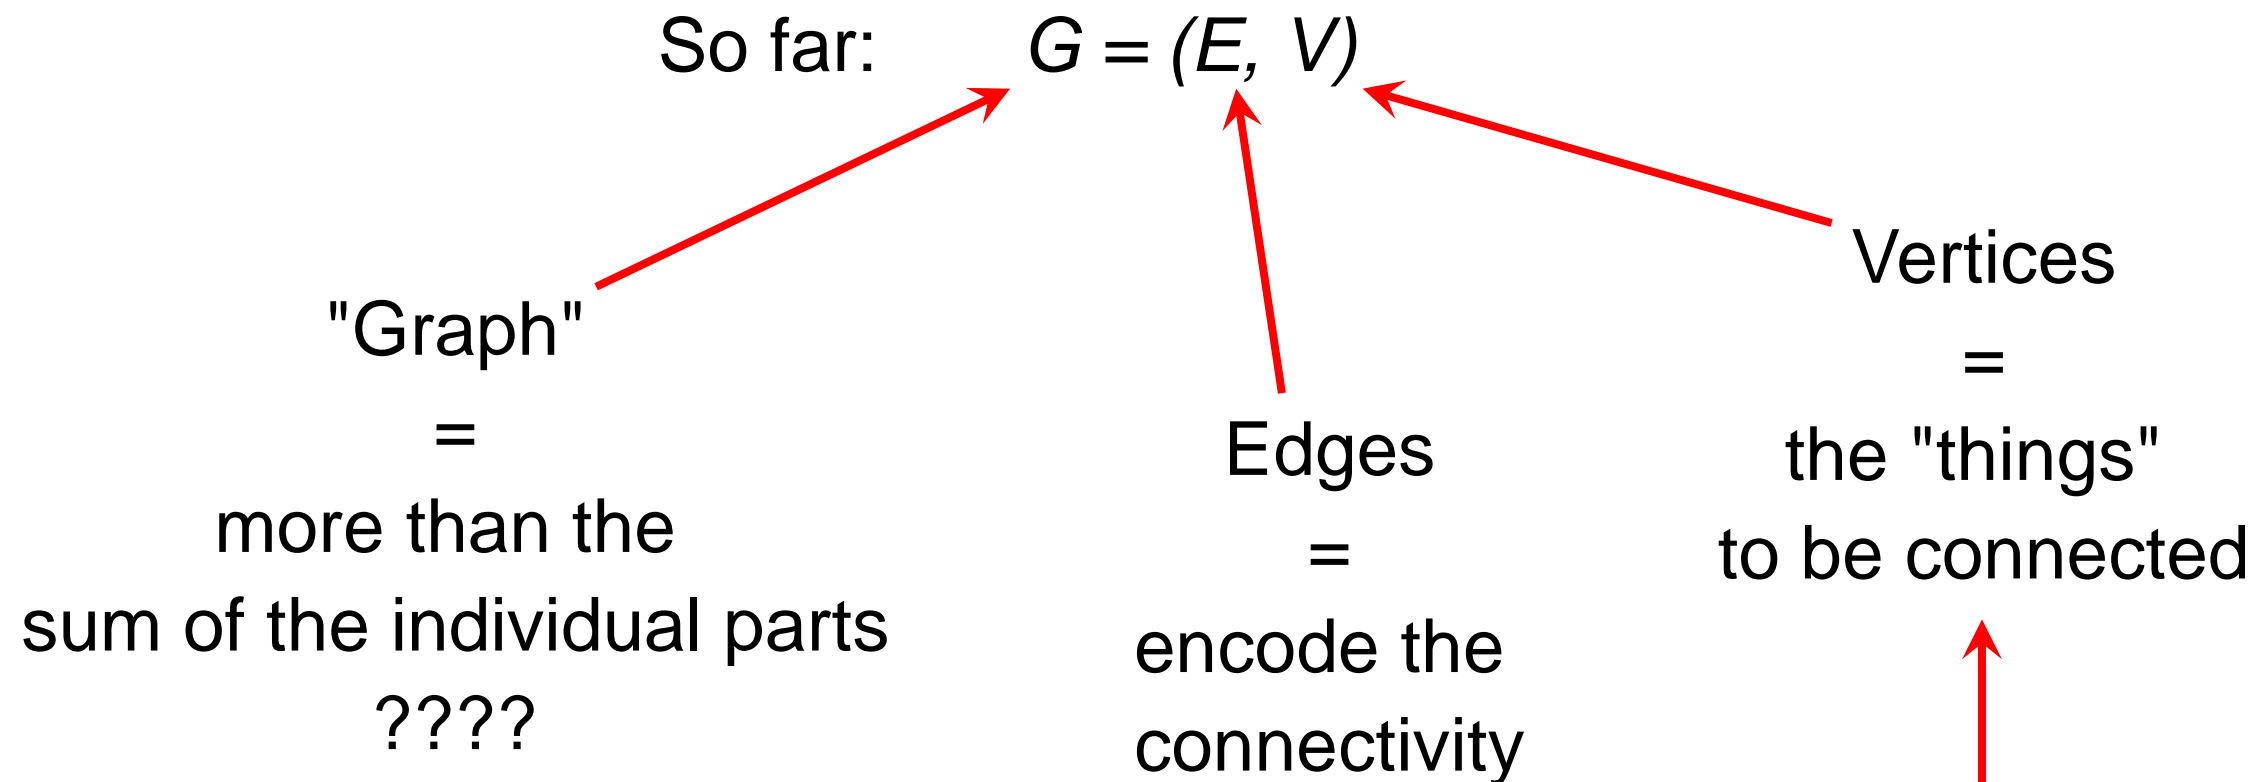 So far: G = (E, V)
"Graph"
=
more than the
sum of the individual parts
????
Edges
=
encode the
connectivity
Vertices
=
the "things"
to be connected